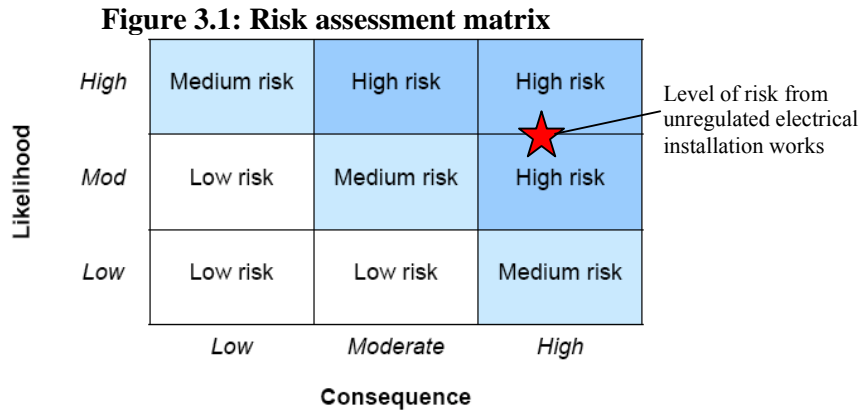 Figure 3.1: Risk assessment matrix
High Medium risk High risk High risk
Level of risk from
unregulated electrical
installation works
Likelihood
Mod Low risk Medium risk High risk
Low Low risk Low risk Medium risk
Low Moderate High
Consequence